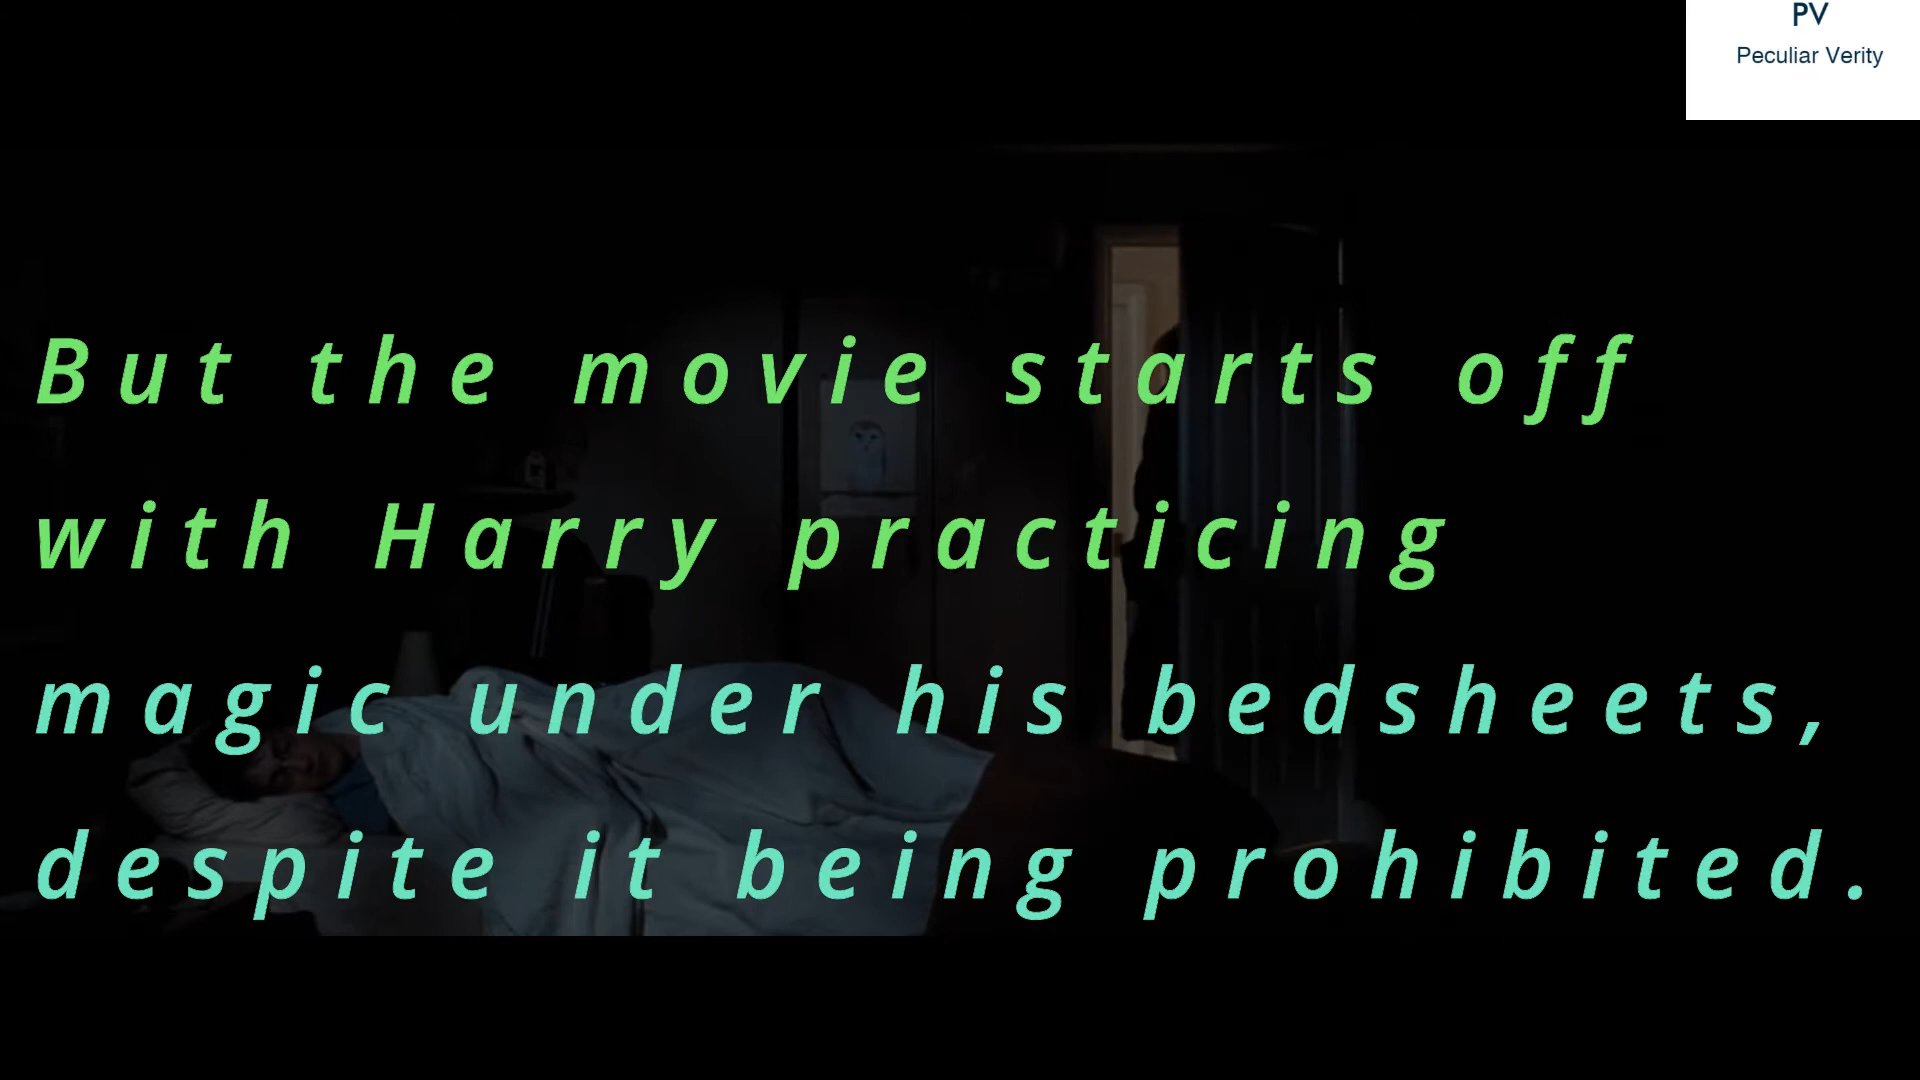 PV
Peculiar Verity
But the movie starts off
with Harry practicing
magic under his bedsheets,
despite it being prohibited.